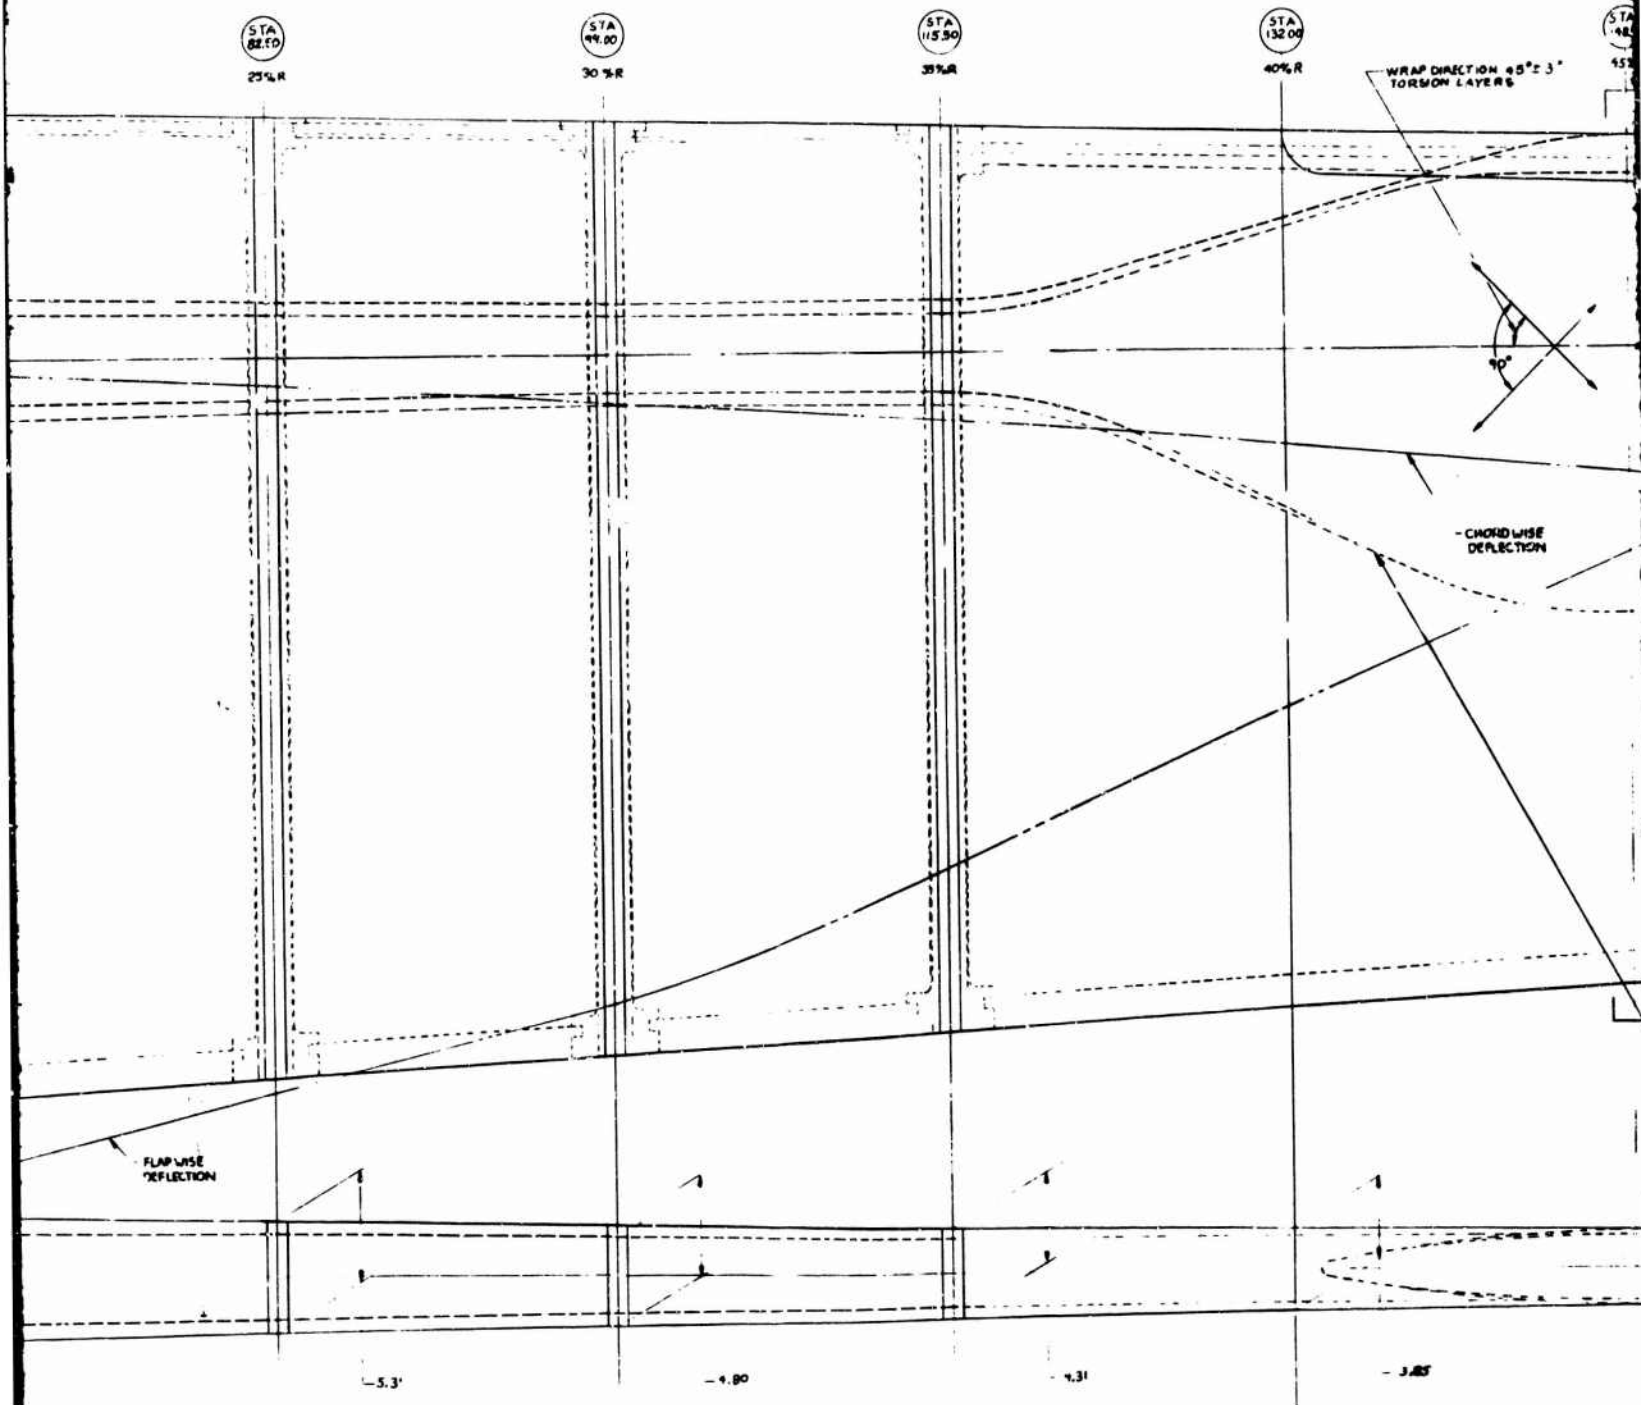 STA
82.50
25% R
STA
99.00
30 % R
STA
115.50
35% R
STA
132.00
40% R
STA
WRAP DIRECTION 45° ± 3°
TORSION LAYERS
90°
- CHORDWISE
DEFLECTION
FLAPWISE
DEFLECTION
- 4.80
- 4.31
- 3.85